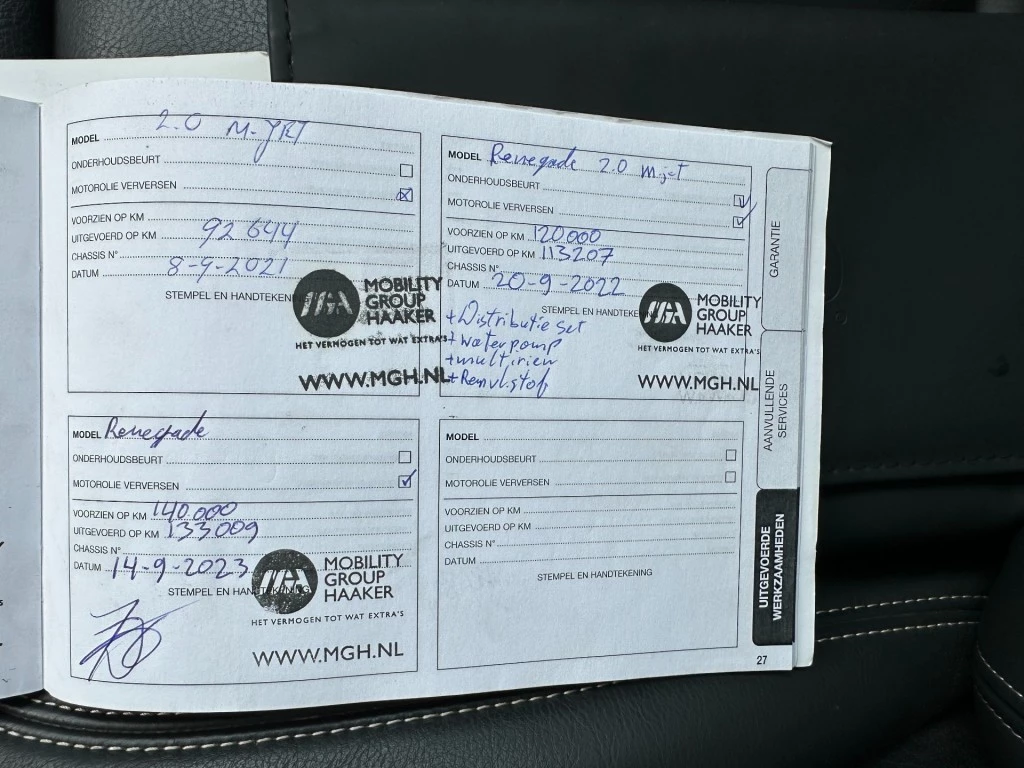 MODEL 2.0 M-JET
ONDERHOUDSBEURT
MOTOROLIE VERVERSEN
VOORZIEN OP KM
UITGEVOERD OP KM 92644
CHASSIS N°
DATUM 8-9-2021
STEMPEL EN HANDTEKENING
MOBILITY
GROUP
HAAKER
HET VERMOGEN TOT WAT EXTRA'S
WWW.MGH.NL
MODEL Renegade 2.0 Mjet
ONDERHOUDSBEURT
MOTOROLIE VERVERSEN
VOORZIEN OP KM 120.000
UITGEVOERD OP KM 113207
CHASSIS N°
DATUM 20-9-2022
STEMPEL EN HANDTEKENING
+ Distributie set
+ waterpomp
+ multiriem
+ Remvl.stof
MOBILITY
GROUP
HAAKER
HET VERMOGEN TOT WAT EXTRA'S
WWW.MGH.NL
MODEL Renegade
ONDERHOUDSBEURT
MOTOROLIE VERVERSEN
VOORZIEN OP KM 140.000
UITGEVOERD OP KM 133009
CHASSIS N°
DATUM 14-9-2023
STEMPEL EN HANDTEKENING
MOBILITY
GROUP
HAAKER
HET VERMOGEN TOT WAT EXTRA'S
WWW.MGH.NL
MODEL
ONDERHOUDSBEURT
MOTOROLIE VERVERSEN
VOORZIEN OP KM
UITGEVOERD OP KM
CHASSIS N°
DATUM
STEMPEL EN HANDTEKENING
GARANTIE
AANVULLENDE
SERVICES
UITGEVOERDE
WERKZAAMHEDEN
27